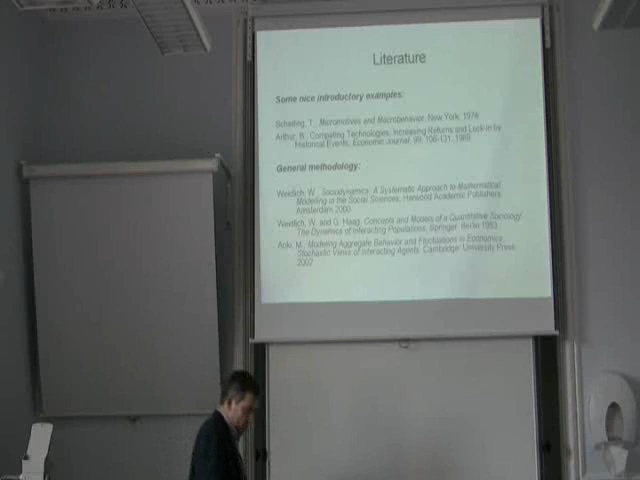 Literature
Some nice introductory examples:
Schelling, T., Micromotives and Macrobehavior. New York, 1978
Arthur, B., Competing Technologies, Increasing Returns and Lock-in by
Historical Events, Economic Journal, 99, 106-131, 1989
General methodology:
Weidlich, W., Sociodynamics: A Systematic Approach to Mathematical
Modelling in the Social Sciences, Harwood Academic Publishers,
Amsterdam 2000
Weidlich, W. and G. Haag, Concepts and Models of a Quantitative Sociology:
The Dynamics of Interacting Populations, Springer, Berlin 1983
Aoki, M., Modeling Aggregate Behavior and Fluctuations in Economics:
Stochastic Views of Interacting Agents, Cambridge University Press
2002